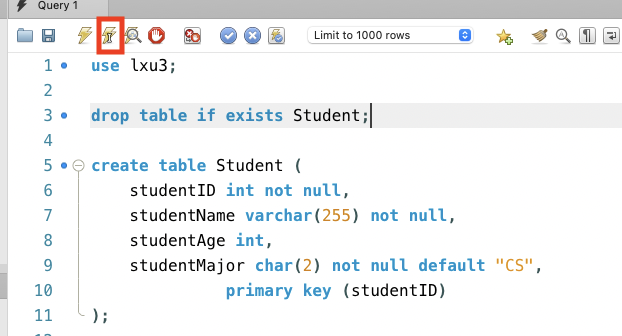 Query 1
Limit to 1000 rows
1 use lxu3;
2
3 drop table if exists Student;
4
5 create table Student (
6 studentID int not null,
7 studentName varchar(255) not null,
8 studentAge int,
9 studentMajor char(2) not null default "CS",
10 primary key (studentID)
11 );